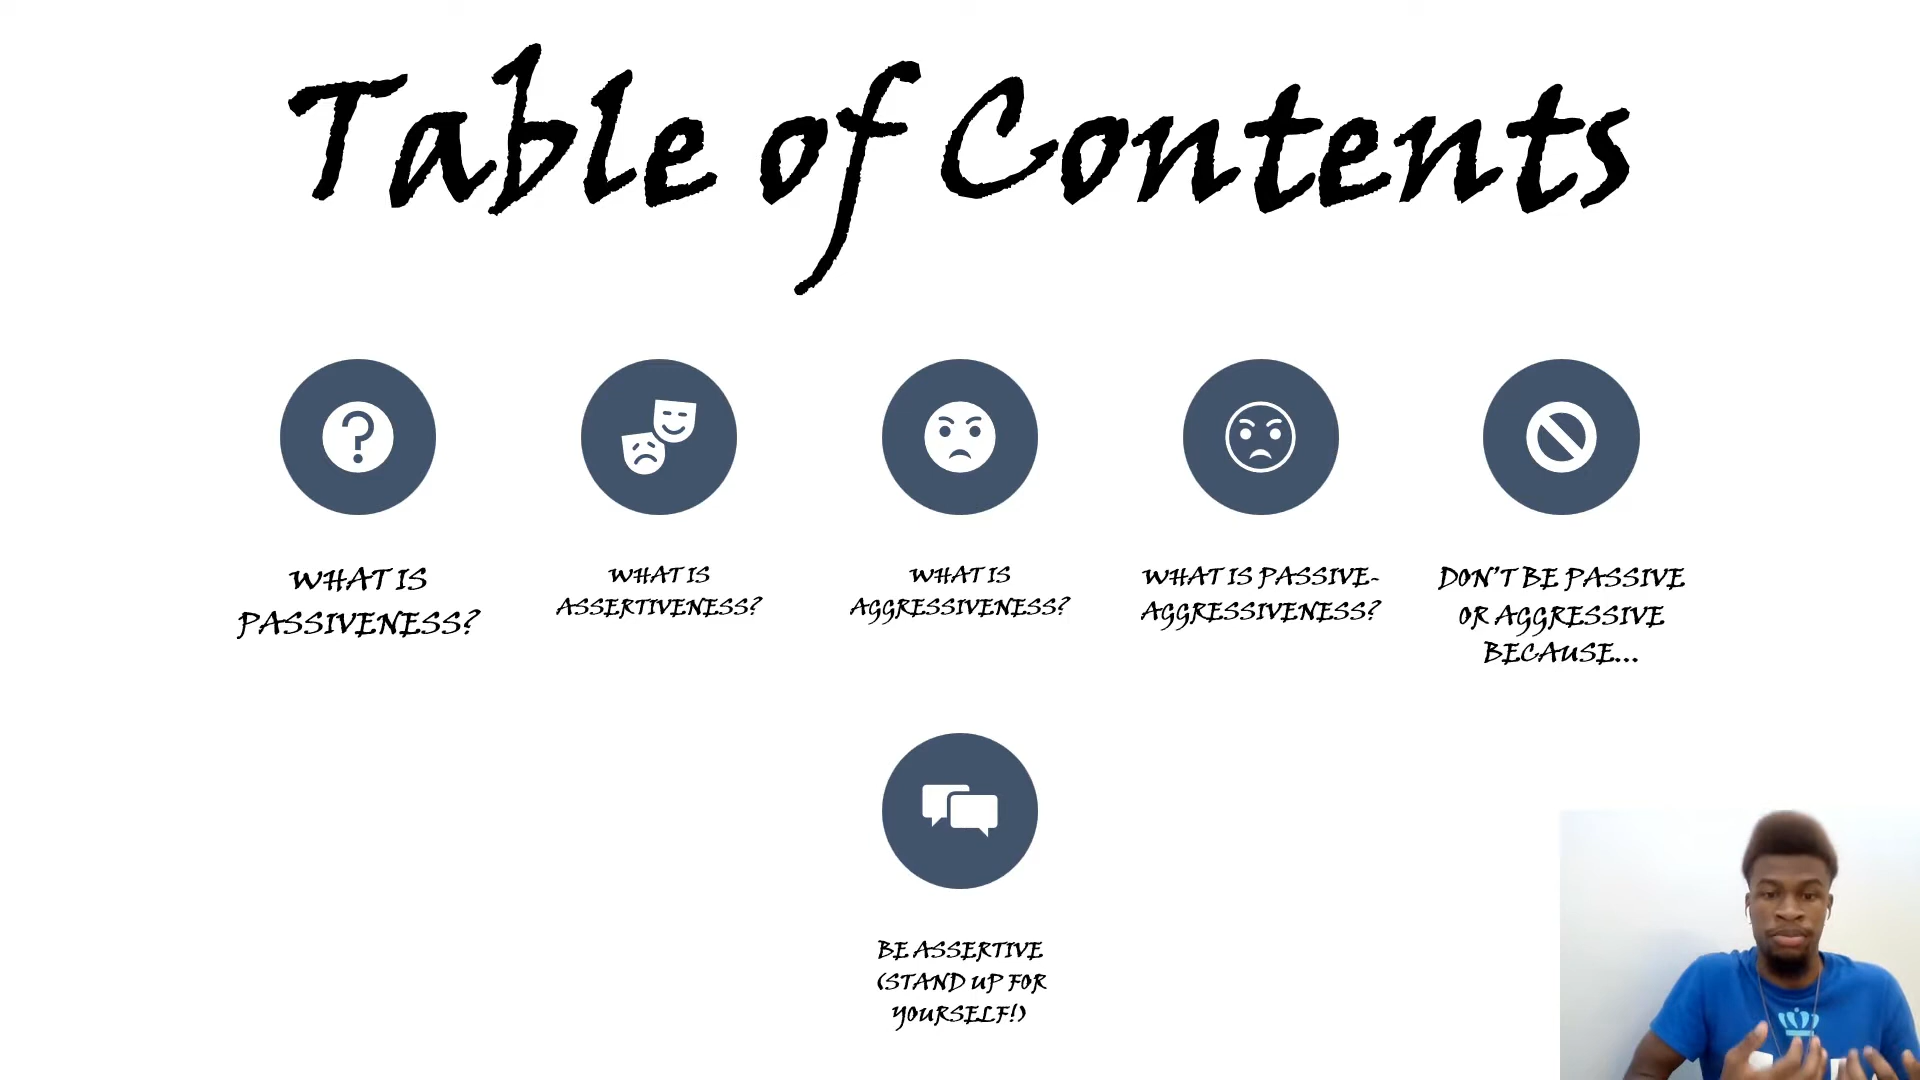 Table of Contents
WHAT IS
PASSIVENESS?
WHAT IS
ASSERTIVENESS?
WHAT IS
AGGRESSIVENESS?
WHAT IS PASSIVE-
AGGRESSIVENESS?
DON'T BE PASSIVE
OR AGGRESSIVE
BECAUSE...
BE ASSERTIVE
(STAND UP FOR
YOURSELF!)